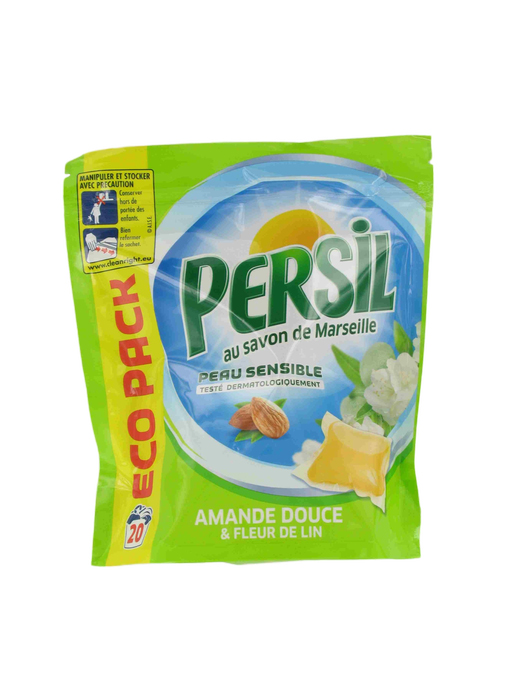 MANIPULER ET STOCKER
AVEC PRÉCAUTION
Conserver
hors de
portée des
enfants.
Bien
refermer
le sachet.
© A.I.S.E.
www.cleanright.eu
ECO PACK
20
PERSIL
au savon de Marseille
PEAU SENSIBLE
TESTÉ DERMATOLOGIQUEMENT
AMANDE DOUCE
& FLEUR DE LIN